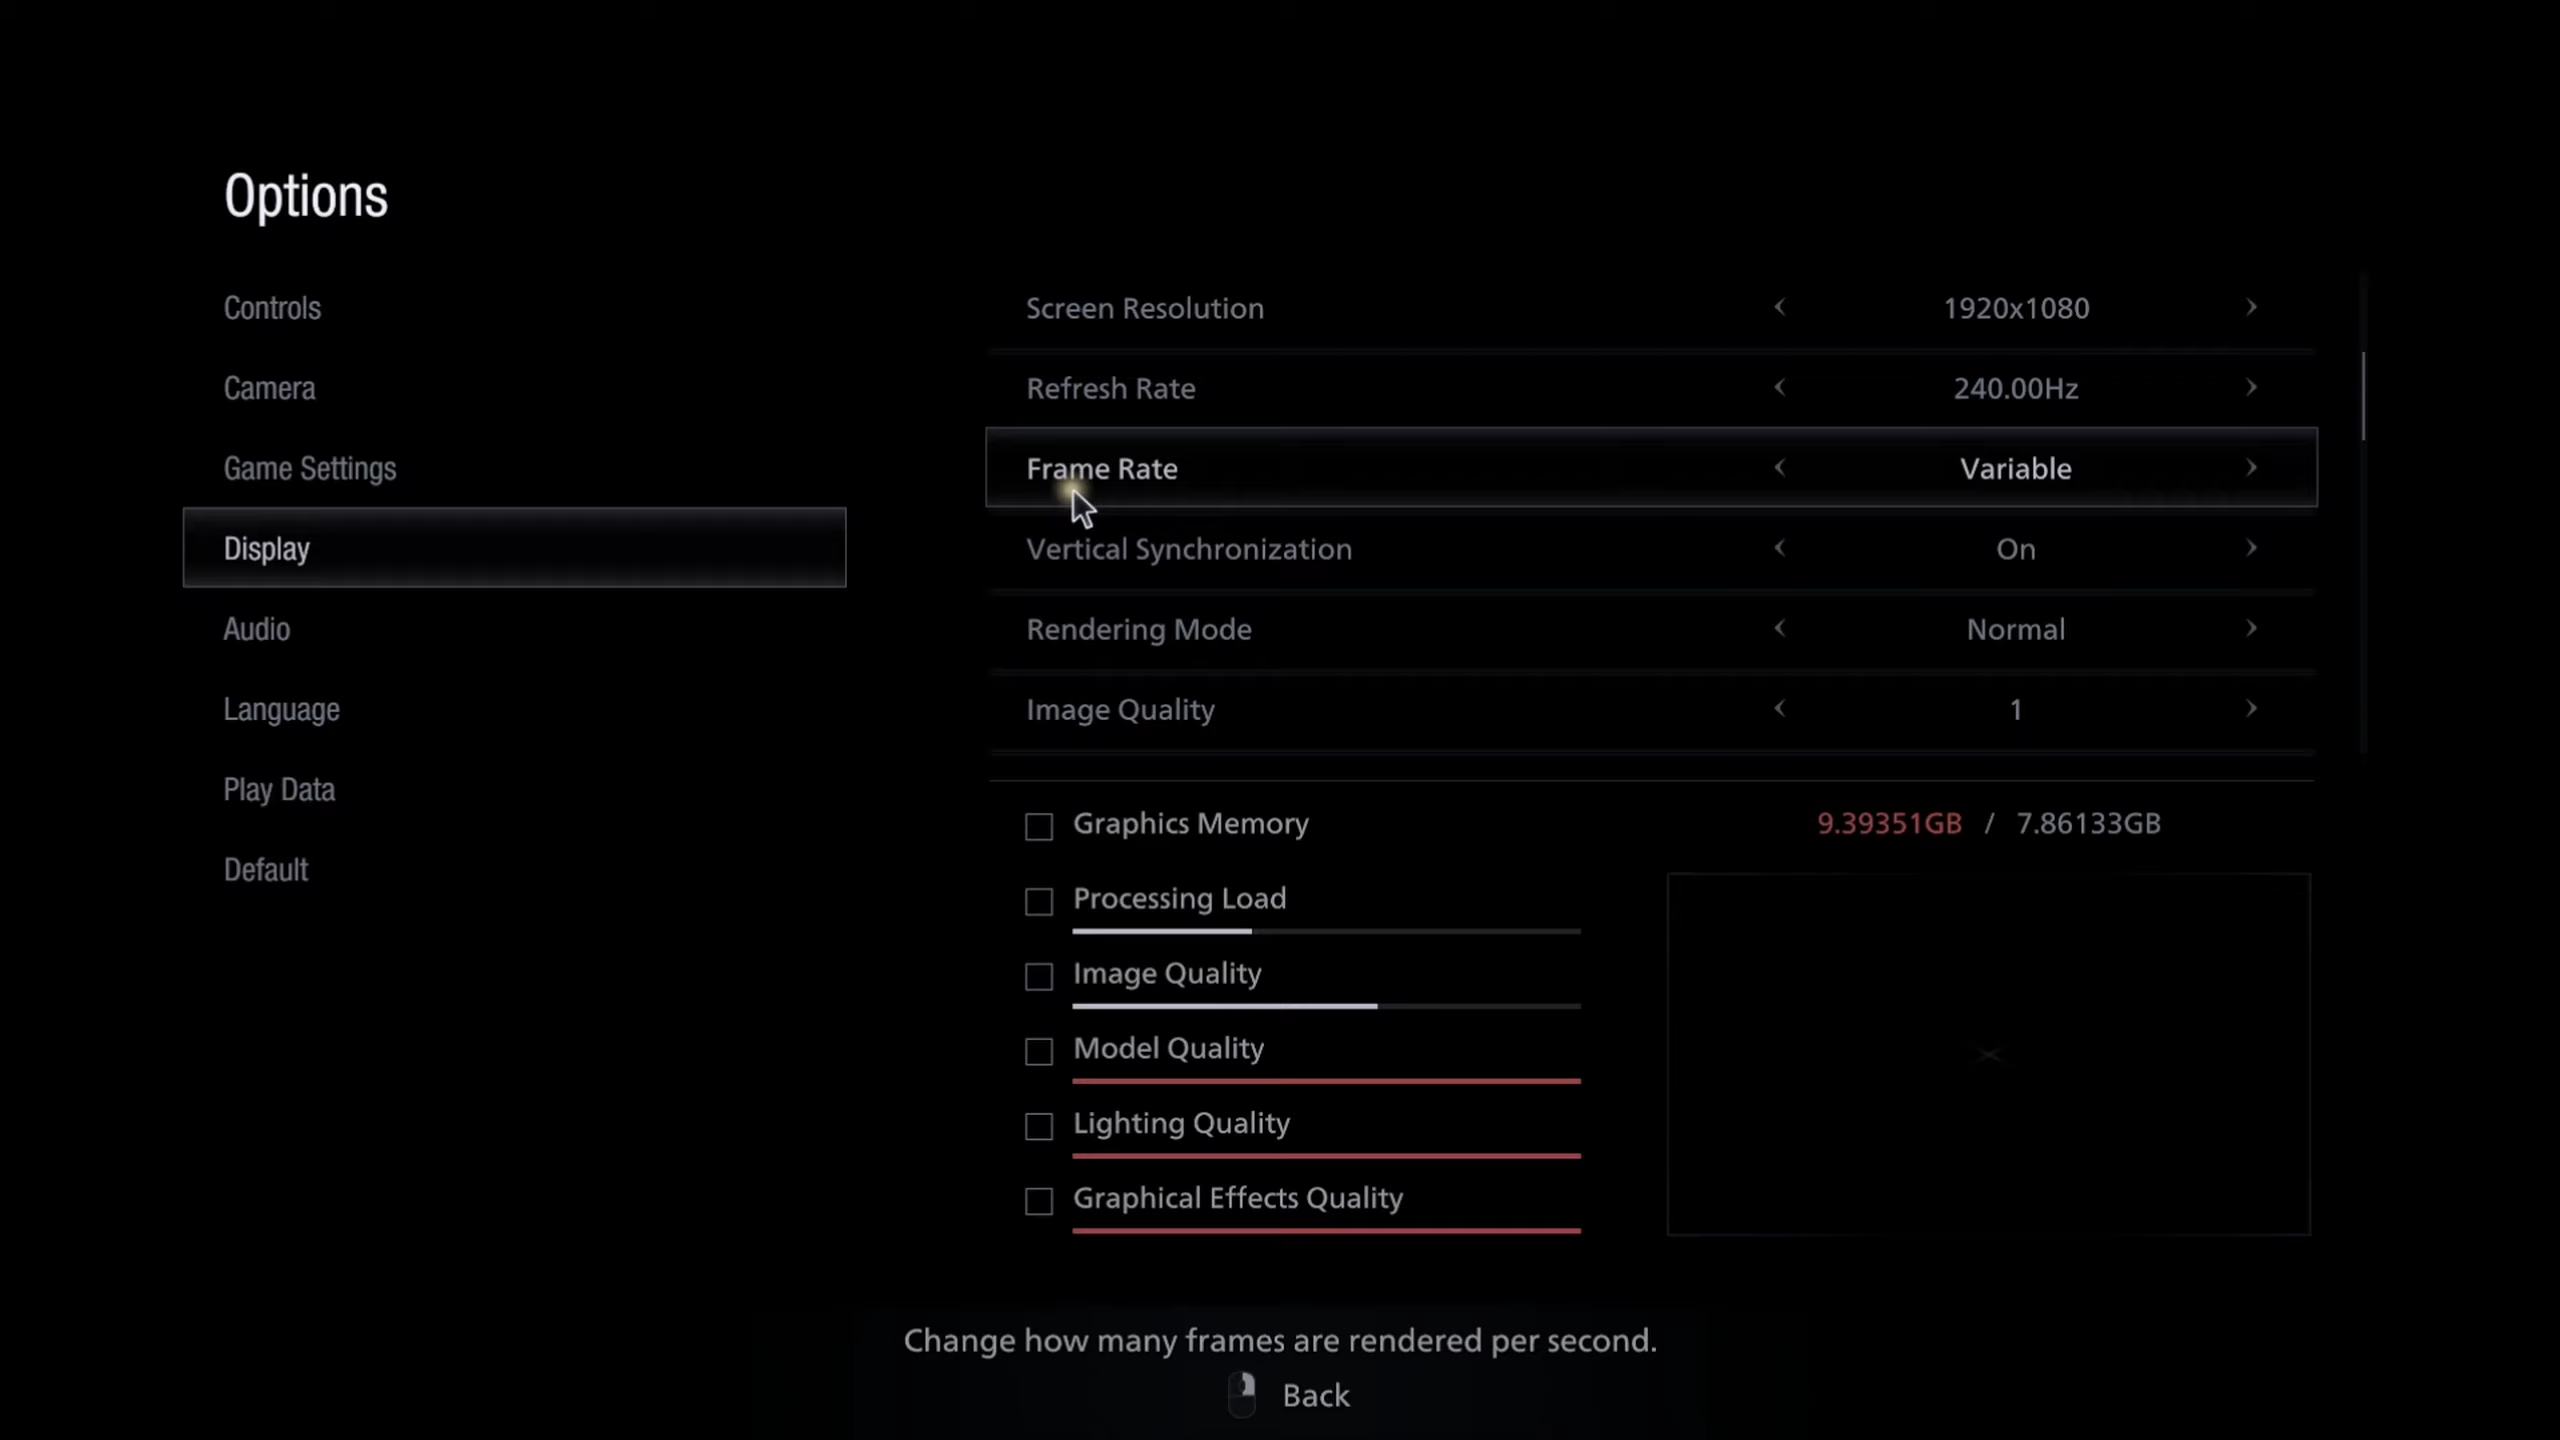 Options
Controls
Camera
Game Settings
Display
Audio
Language
Play Data
Default
Screen Resolution < 1920x1080 >
Refresh Rate < 240.00Hz >
Frame Rate < Variable >
Vertical Synchronization < On >
Rendering Mode < Normal >
Image Quality < 1 >
Graphics Memory 9.39351GB / 7.86133GB
Processing Load
Image Quality
Model Quality
Lighting Quality
Graphical Effects Quality
Change how many frames are rendered per second.
Back